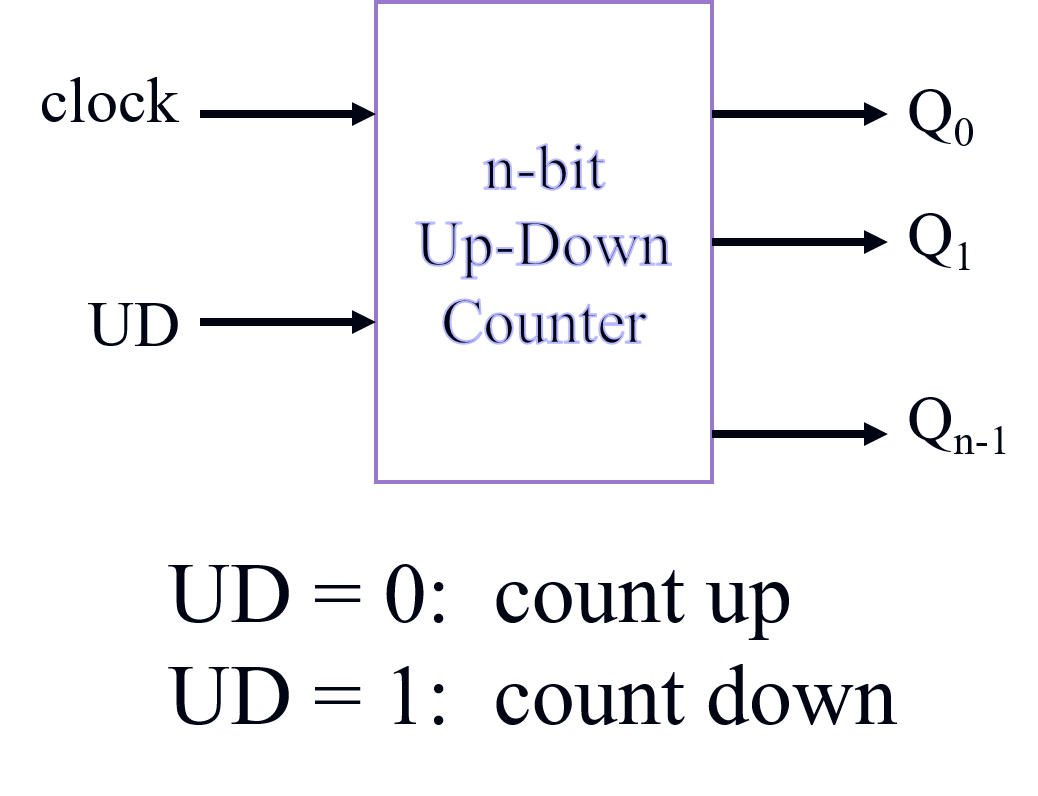 clock
UD
n-bit
Up-Down
Counter
Q₀
Q₁
Qₙ₋₁
UD = 0: count up
UD = 1: count down